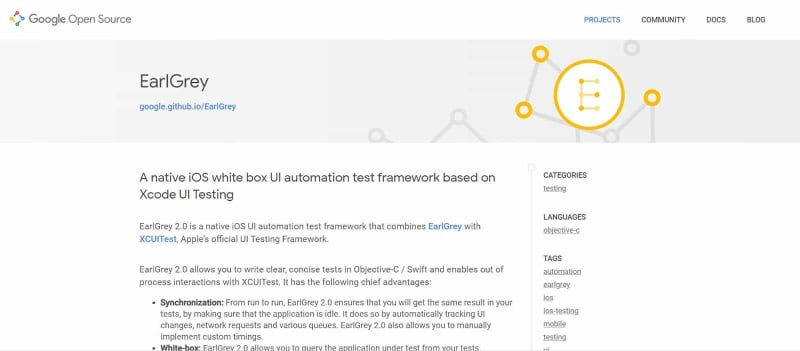 Google Open Source
PROJECTS COMMUNITY DOCS BLOG
EarlGrey
google.github.io/EarlGrey
A native iOS white box UI automation test framework based on
Xcode UI Testing
EarlGrey 2.0 is a native iOS UI automation test framework that combines EarlGrey with
XCUITest, Apple's official UI Testing Framework.
EarlGrey 2.0 allows you to write clear, concise tests in Objective-C / Swift and enables out of
process interactions with XCUITest. It has the following chief advantages:
• Synchronization: From run to run, EarlGrey 2.0 ensures that you will get the same result in
your tests, by making sure that the application is idle. It does so by automatically tracking UI
changes, network requests and various queues. EarlGrey 2.0 also allows you to manually
implement custom timings.
• White-box: EarlGrey 2.0 allows you to query the application under test from your tests.
CATEGORIES
testing
LANGUAGES
objective-c
TAGS
automation
earlgrey
ios
ios-testing
mobile
testing
ui